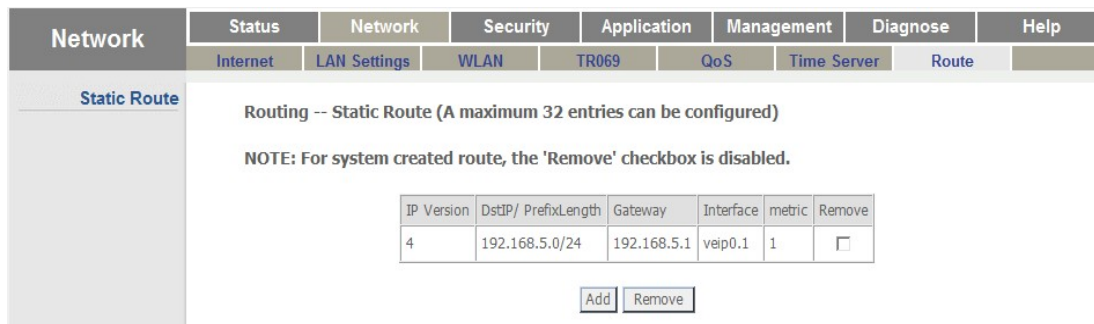 Network
Status Network Security Application Management Diagnose Help
Internet LAN Settings WLAN TR069 QoS Time Server Route
Static Route
Routing -- Static Route (A maximum 32 entries can be configured)
NOTE: For system created route, the 'Remove' checkbox is disabled.
IP Version DstIP/ PrefixLength Gateway Interface metric Remove
4 192.168.5.0/24 192.168.5.1 veip0.1 1
Add Remove